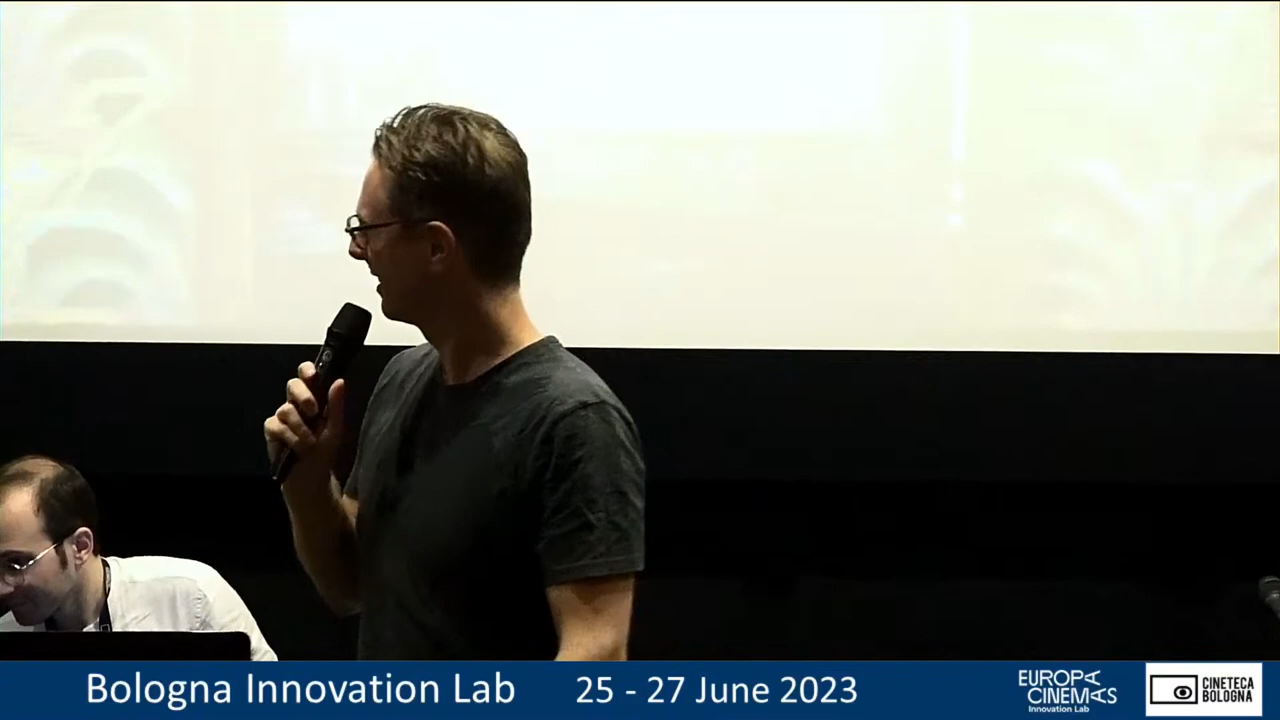 Bologna Innovation Lab
25 - 27 June 2023
EUROPA
CINEMAS
Innovation Lab
CINETECA
BOLOGNA